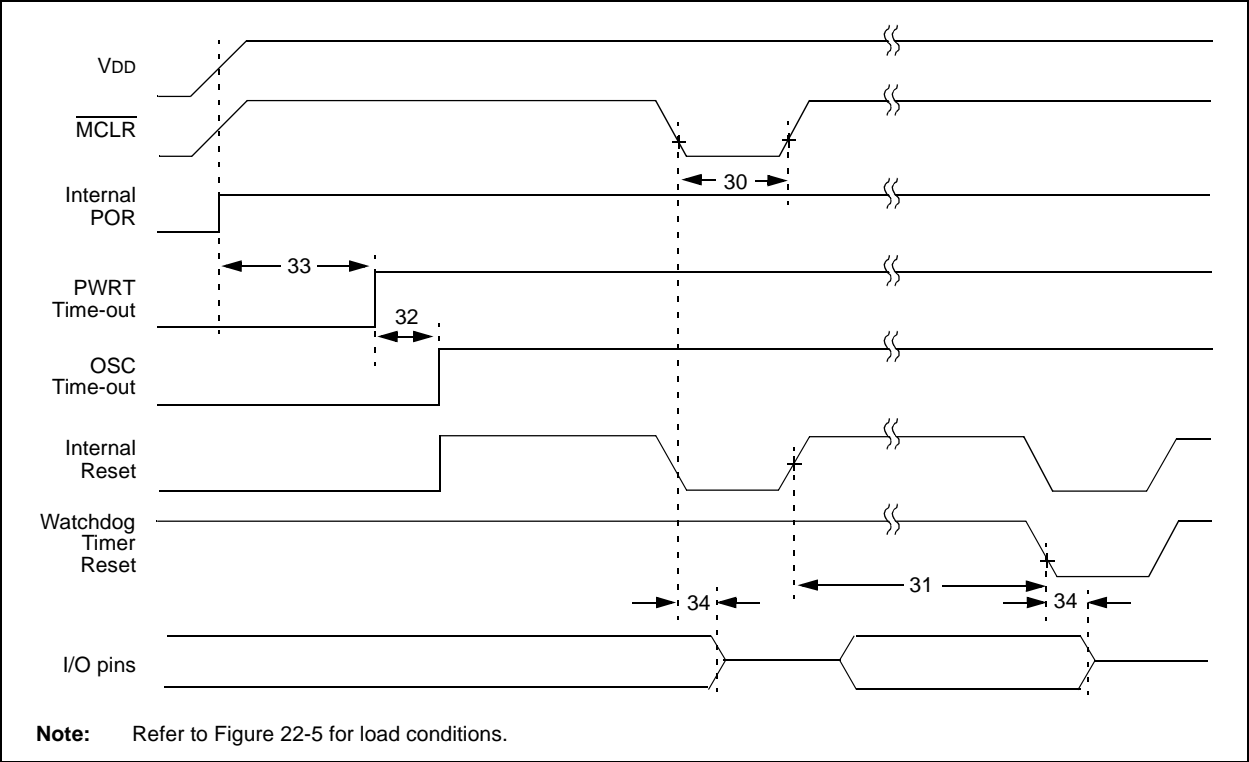 VDD
MCLR
30
Internal
POR
33
PWRT
Time-out
32
OSC
Time-out
Internal
Reset
Watchdog
Timer
Reset
31
34
34
I/O pins
Note: Refer to Figure 22-5 for load conditions.